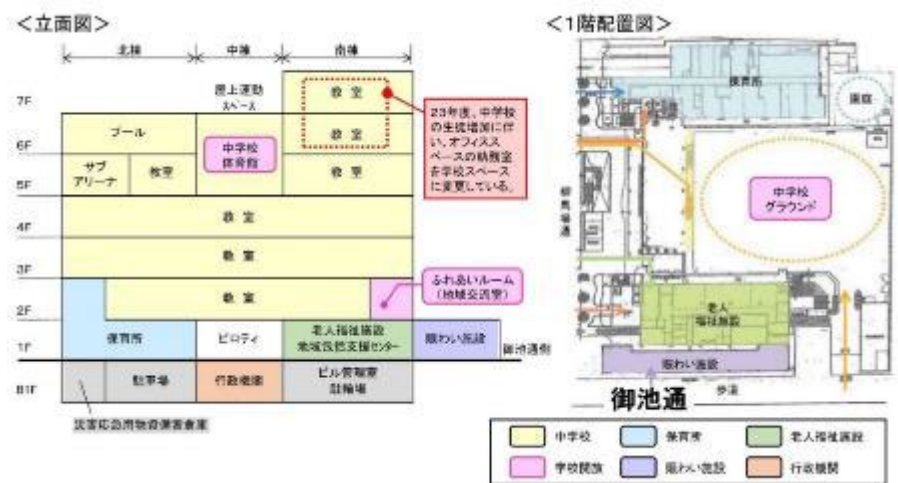 ＜立面図＞
北棟
中棟
南棟
7F
6F
5F
4F
3F
2F
1F
B1F
屋上運動
スペース
教室
プール
中学校
体育館
教室
サブ
アリーナ
教室
教室
教室
教室
教室
23年度、中学校
の生徒増加に伴
い、オフィスス
ペースの執務室
を学校スペース
に変更している。
ふれあいルーム
（地域交流室）
保育所
ピロティ
老人福祉施設
地域包括支援センター
賑わい施設
御池通側
駐車場
行政機関
ビル管理室
駐輪場
災害応急用物資備蓄倉庫
＜1階配置図＞
保育所
園庭
柳馬場通
中学校
グラウンド
老人
福祉施設
賑わい施設
歩道
御池通
中学校
保育所
老人福祉施設
学校開放
賑わい施設
行政機関